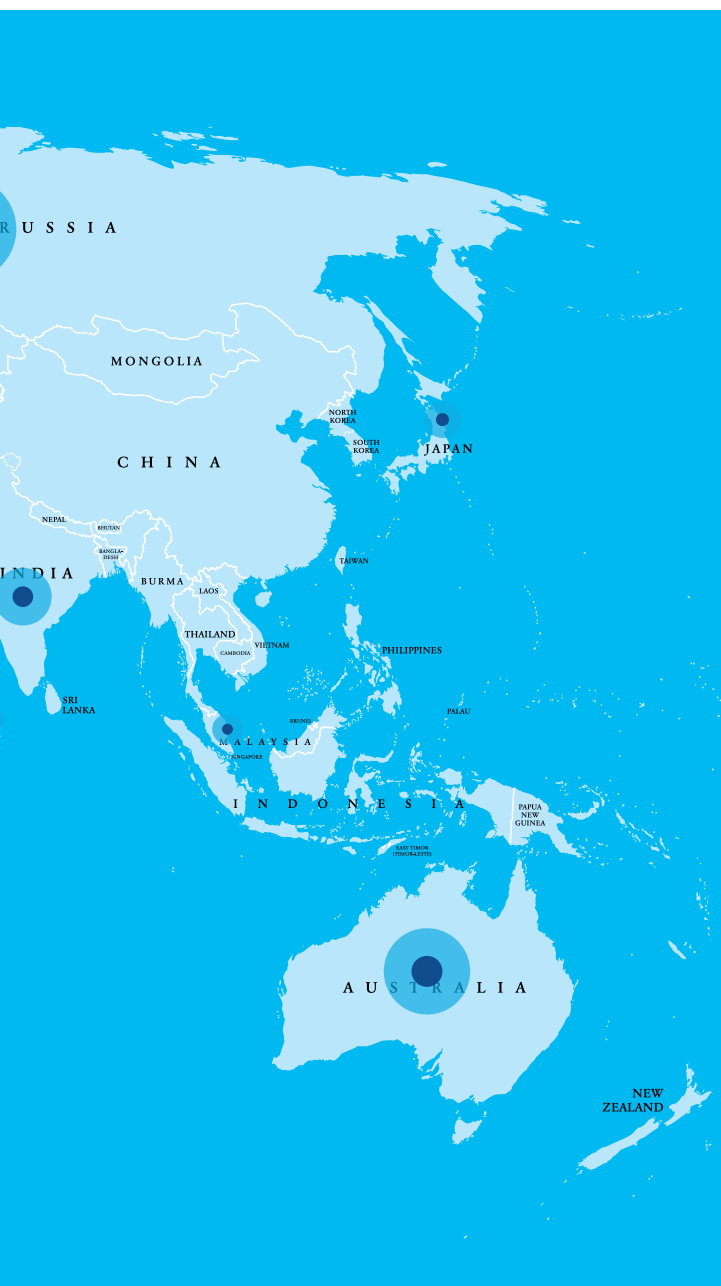 RUSSIA
MONGOLIA
NORTH
KOREA
SOUTH
KOREA
JAPAN
CHINA
NEPAL
BHUTAN
BANGLA-
DESH
INDIA
BURMA
LAOS
TAIWAN
THAILAND
VIETNAM
CAMBODIA
PHILIPPINES
SRI
LANKA
PALAU
BRUNEI
MALAYSIA
SINGAPORE
INDONESIA
PAPUA
NEW
GUINEA
EAST TIMOR
(TIMOR-LESTE)
AUSTRALIA
NEW
ZEALAND